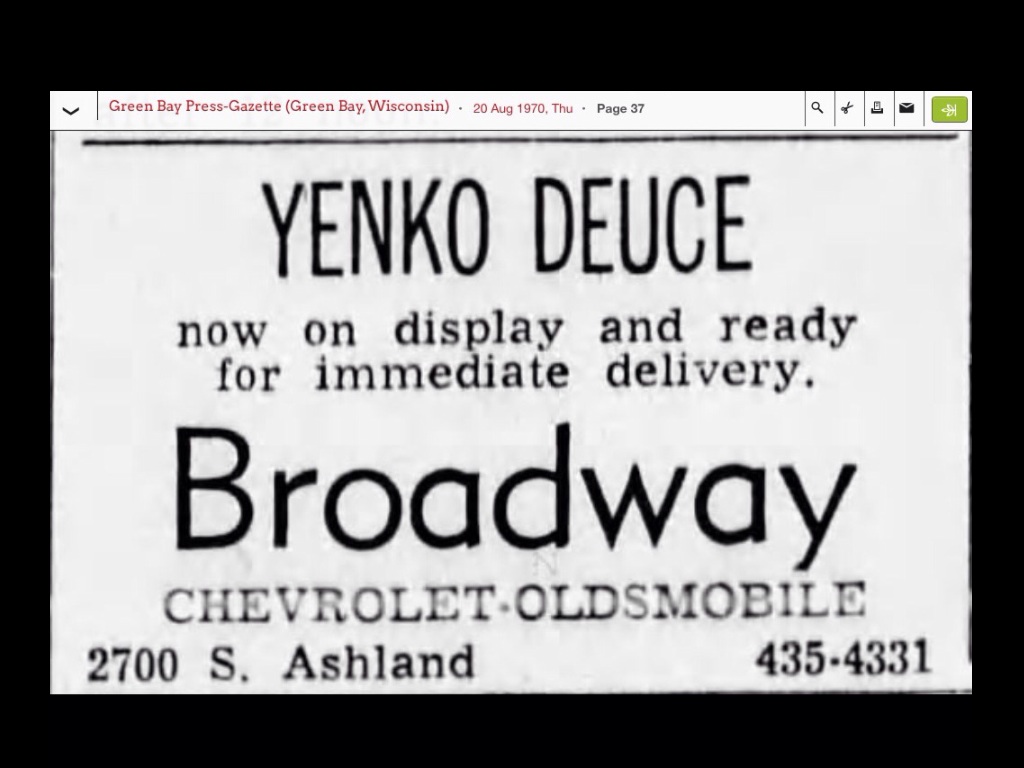 Green Bay Press-Gazette (Green Bay, Wisconsin) · 20 Aug 1970, Thu · Page 37
YENKO DEUCE
now on display and ready
for immediate delivery.
Broadway
CHEVROLET-OLDSMOBILE
2700 S. Ashland 435-4331